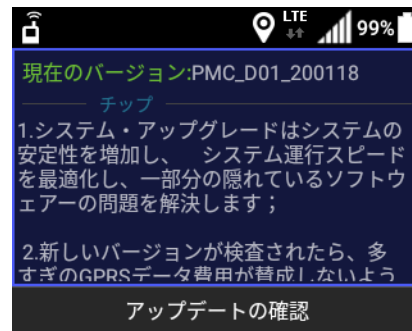 LTE 99%
現在のバージョン:PMC_D01_200118
チップ
1.システム・アップグレードはシステムの
安定性を増加し、 システム運行スピード
を最適化し、一部分の隠れているソフトウ
ェアーの問題を解決します；
2.新しいバージョンが検査されたら、多
すぎのGPRSデータ費用が替成しないよう
アップデートの確認